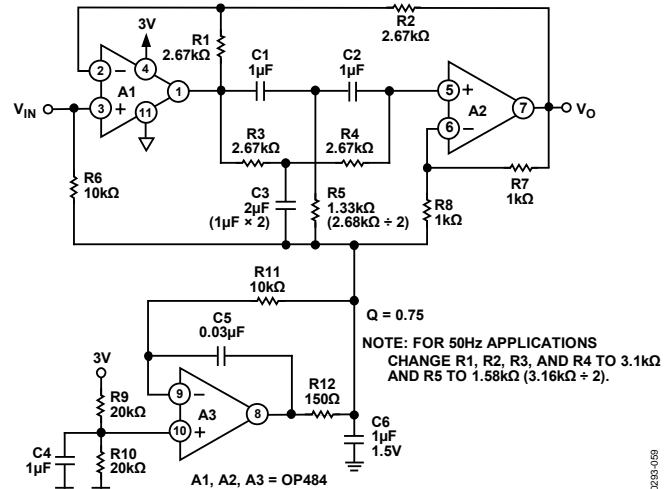 R2
2.67kΩ
3V
R1
2.67kΩ
C1
1µF
C2
1µF
2
−
4
A1
1
VIN
3
+
11
5
+
A2
7
VO
6
−
R3
2.67kΩ
R4
2.67kΩ
R6
10kΩ
C3
2µF
(1µF × 2)
R5
1.33kΩ
(2.68kΩ ÷ 2)
R8
1kΩ
R7
1kΩ
R11
10kΩ
C5
0.03µF
Q = 0.75
NOTE: FOR 50Hz APPLICATIONS
CHANGE R1, R2, R3, AND R4 TO 3.1kΩ
AND R5 TO 1.58kΩ (3.16kΩ ÷ 2).
3V
R9
20kΩ
9
−
A3
8
10
+
R12
150Ω
C4
1µF
R10
20kΩ
C6
1µF
1.5V
A1, A2, A3 = OP484
0293-059